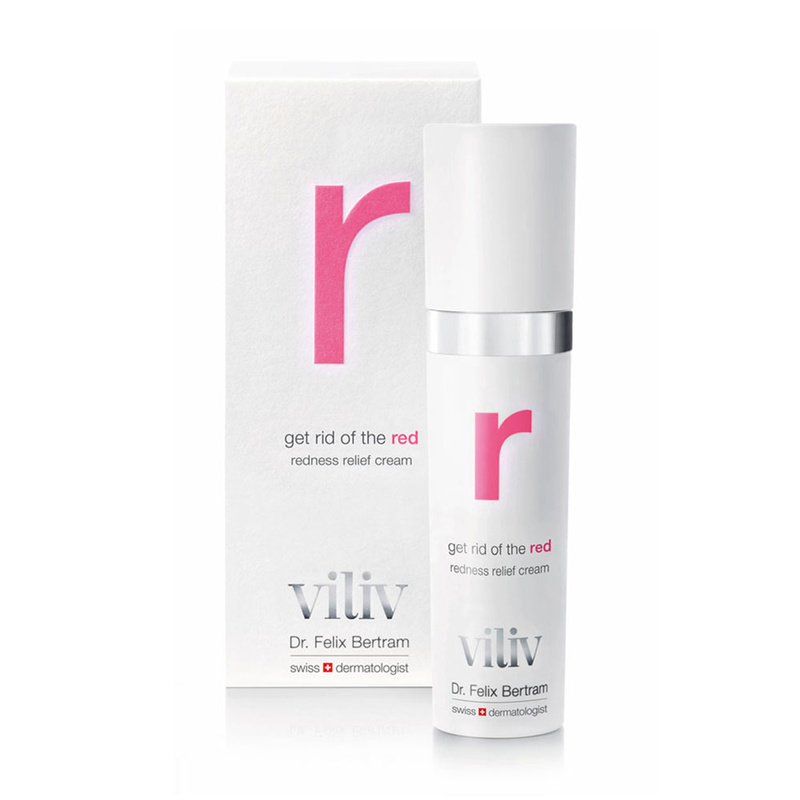 r
get rid of the red
redness relief cream
viliv
Dr. Felix Bertram
swiss dermatologist
r
get rid of the red
redness relief cream
viliv
Dr. Felix Bertram
swiss dermatologist